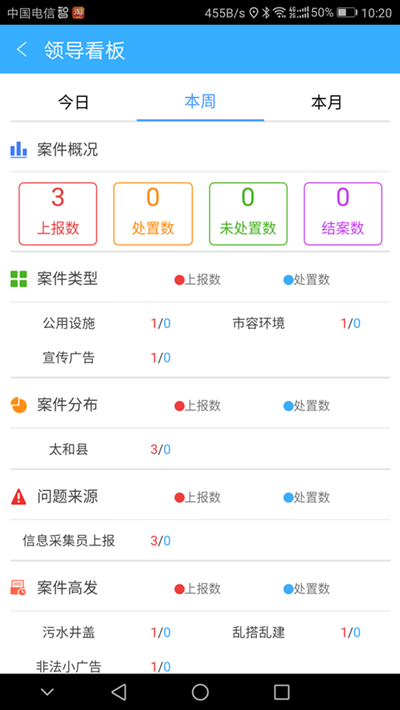 中国电信 455B/s 50% 10:20
领导看板
今日 本周 本月
案件概况
3 0 0 0
上报数 处置数 未处置数 结案数
案件类型 上报数 处置数
公用设施 1/0 市容环境 1/0
宣传广告 1/0
案件分布 上报数 处置数
太和县 3/0
问题来源 上报数 处置数
信息采集员上报 3/0
案件高发 上报数 处置数
污水井盖 1/0 乱搭乱建 1/0
非法小广告 1/0